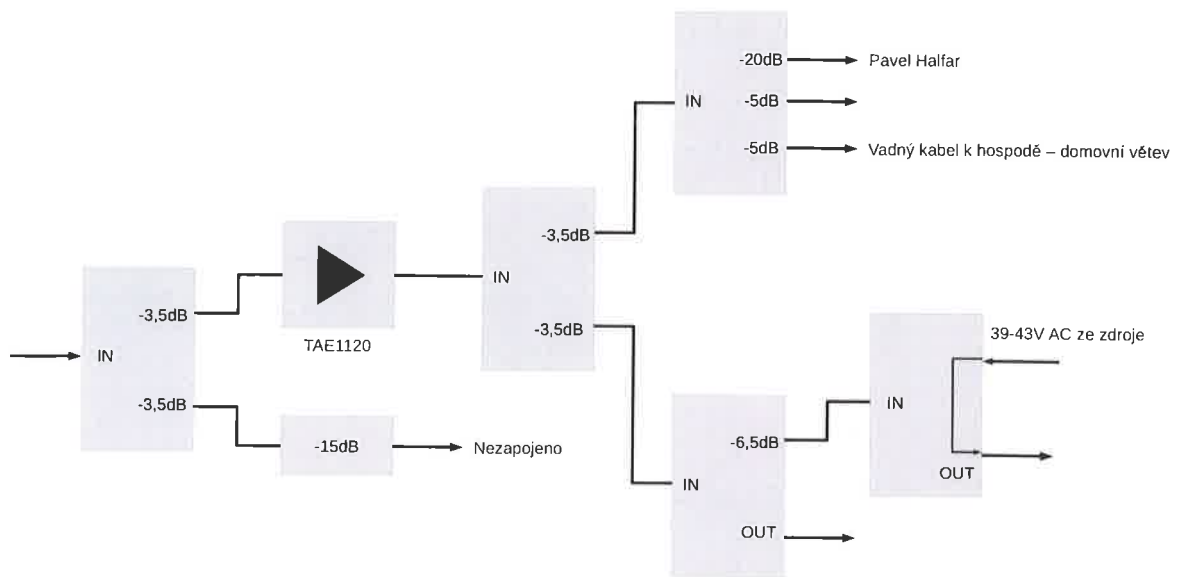 -20dB
Pavel Halfar
IN
-5dB
-5dB
Vadný kabel k hospodě – domovní větev
-3,5dB
IN
-3,5dB
-3,5dB
TAE1120
IN
-3,5dB
-15dB
Nezapojeno
39-43V AC ze zdroje
IN
OUT
-6,5dB
IN
OUT